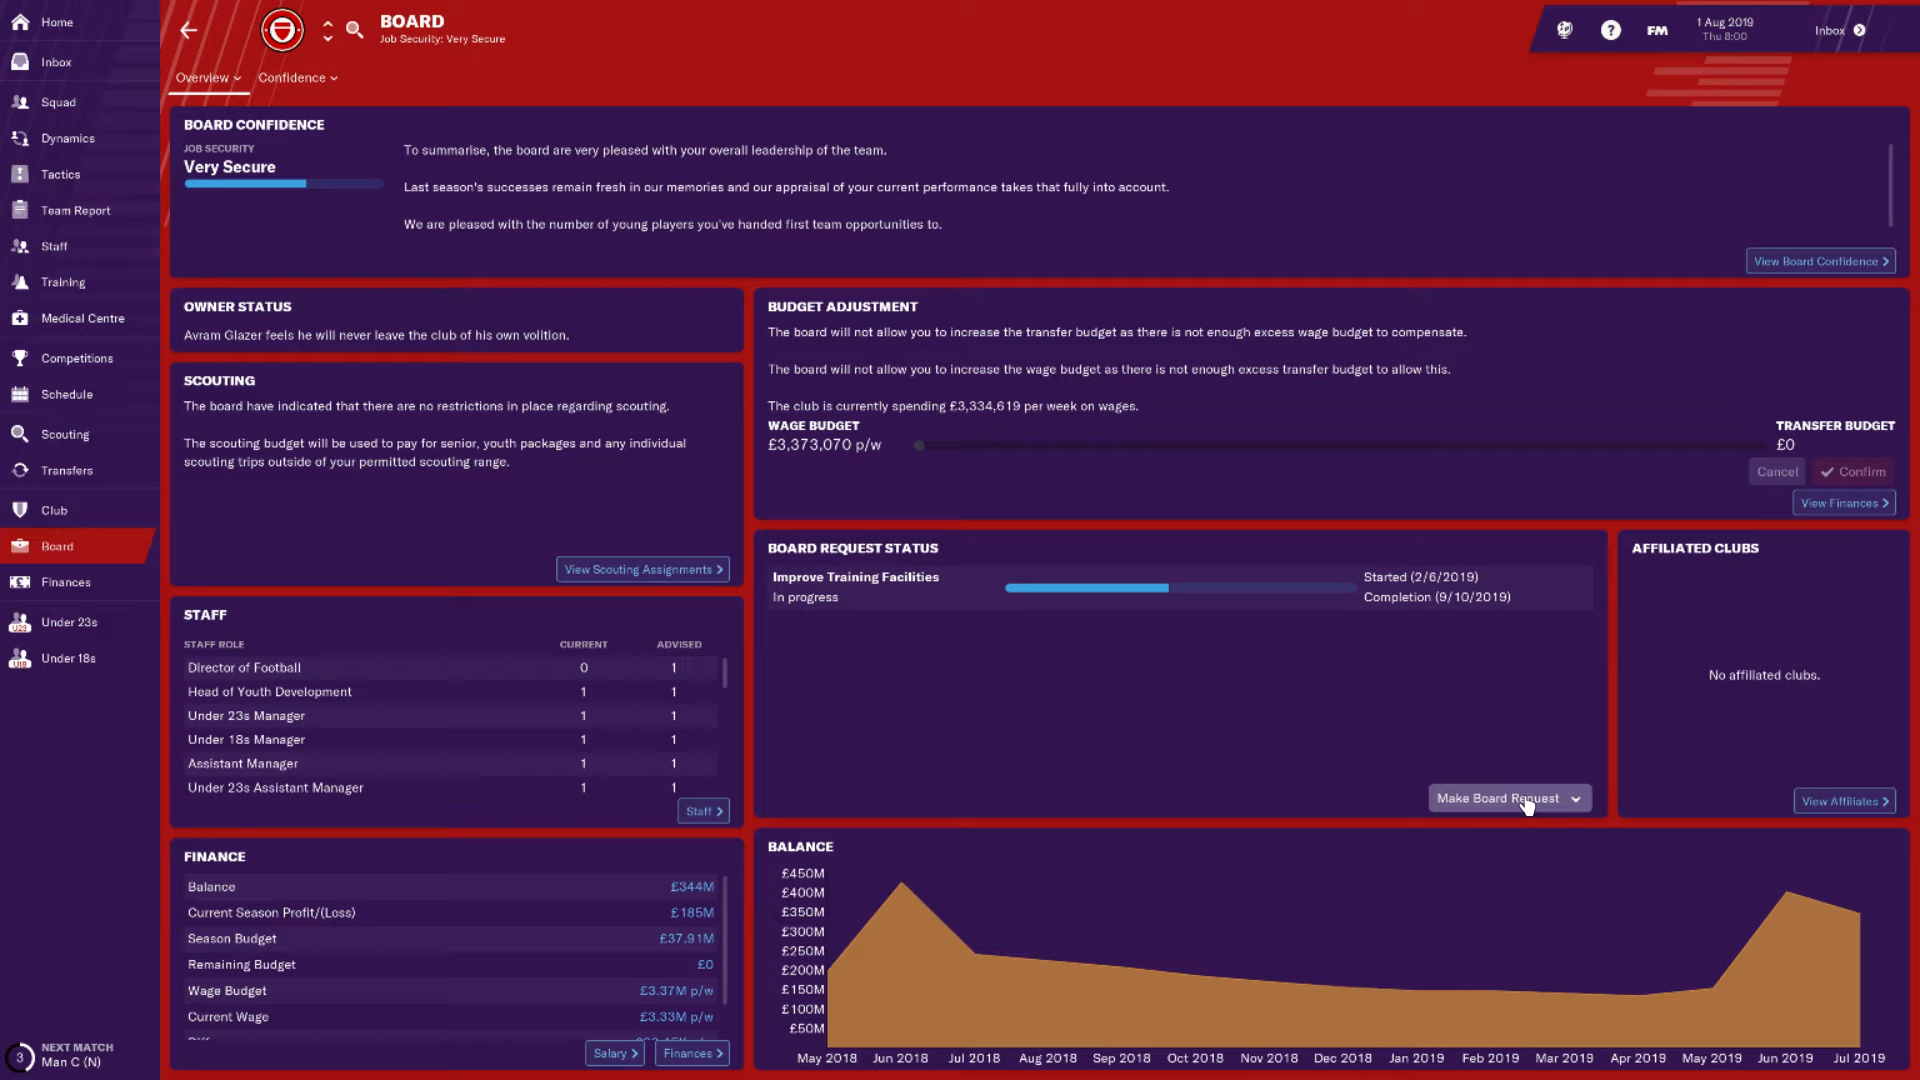 Home
Inbox
Squad
Dynamics
Tactics
Team Report
Staff
Training
Medical Centre
Competitions
Schedule
Scouting
Transfers
Club
Board
Finances
U23
Under 23s
U18
Under 18s
3
NEXT MATCH
Man C (N)
BOARD
Job Security: Very Secure
?
FM
1 Aug 2019
Thu 8:00
Inbox
Overview
Confidence
BOARD CONFIDENCE
JOB SECURITY
Very Secure
To summarise, the board are very pleased with your overall leadership of the team.
Last season's successes remain fresh in our memories and our appraisal of your current performance takes that fully into account.
We are pleased with the number of young players you've handed first team opportunities to.
View Board Confidence >
OWNER STATUS
Avram Glazer feels he will never leave the club of his own volition.
SCOUTING
The board have indicated that there are no restrictions in place regarding scouting.
The scouting budget will be used to pay for senior, youth packages and any individual
scouting trips outside of your permitted scouting range.
View Scouting Assignments >
STAFF
STAFF ROLE CURRENT ADVISED
Director of Football 0 1
Head of Youth Development 1 1
Under 23s Manager 1 1
Under 18s Manager 1 1
Assistant Manager 1 1
Under 23s Assistant Manager 1 1
Staff >
FINANCE
Balance £344M
Current Season Profit/(Loss) £185M
Season Budget £37.91M
Remaining Budget £0
Wage Budget £3.37M p/w
Current Wage £3.33M p/w
Salary >
Finances >
BUDGET ADJUSTMENT
The board will not allow you to increase the transfer budget as there is not enough excess wage budget to compensate.
The board will not allow you to increase the wage budget as there is not enough excess transfer budget to allow this.
The club is currently spending £3,334,619 per week on wages.
WAGE BUDGET
£3,373,070 p/w
TRANSFER BUDGET
£0
Cancel
Confirm
View Finances >
BOARD REQUEST STATUS
Improve Training Facilities
In progress
Started (2/6/2019)
Completion (9/10/2019)
Make Board Request
AFFILIATED CLUBS
No affiliated clubs.
View Affiliates >
BALANCE
£450M
£400M
£350M
£300M
£250M
£200M
£150M
£100M
£50M
May 2018 Jun 2018 Jul 2018 Aug 2018 Sep 2018 Oct 2018 Nov 2018 Dec 2018 Jan 2019 Feb 2019 Mar 2019 Apr 2019 May 2019 Jun 2019 Jul 2019